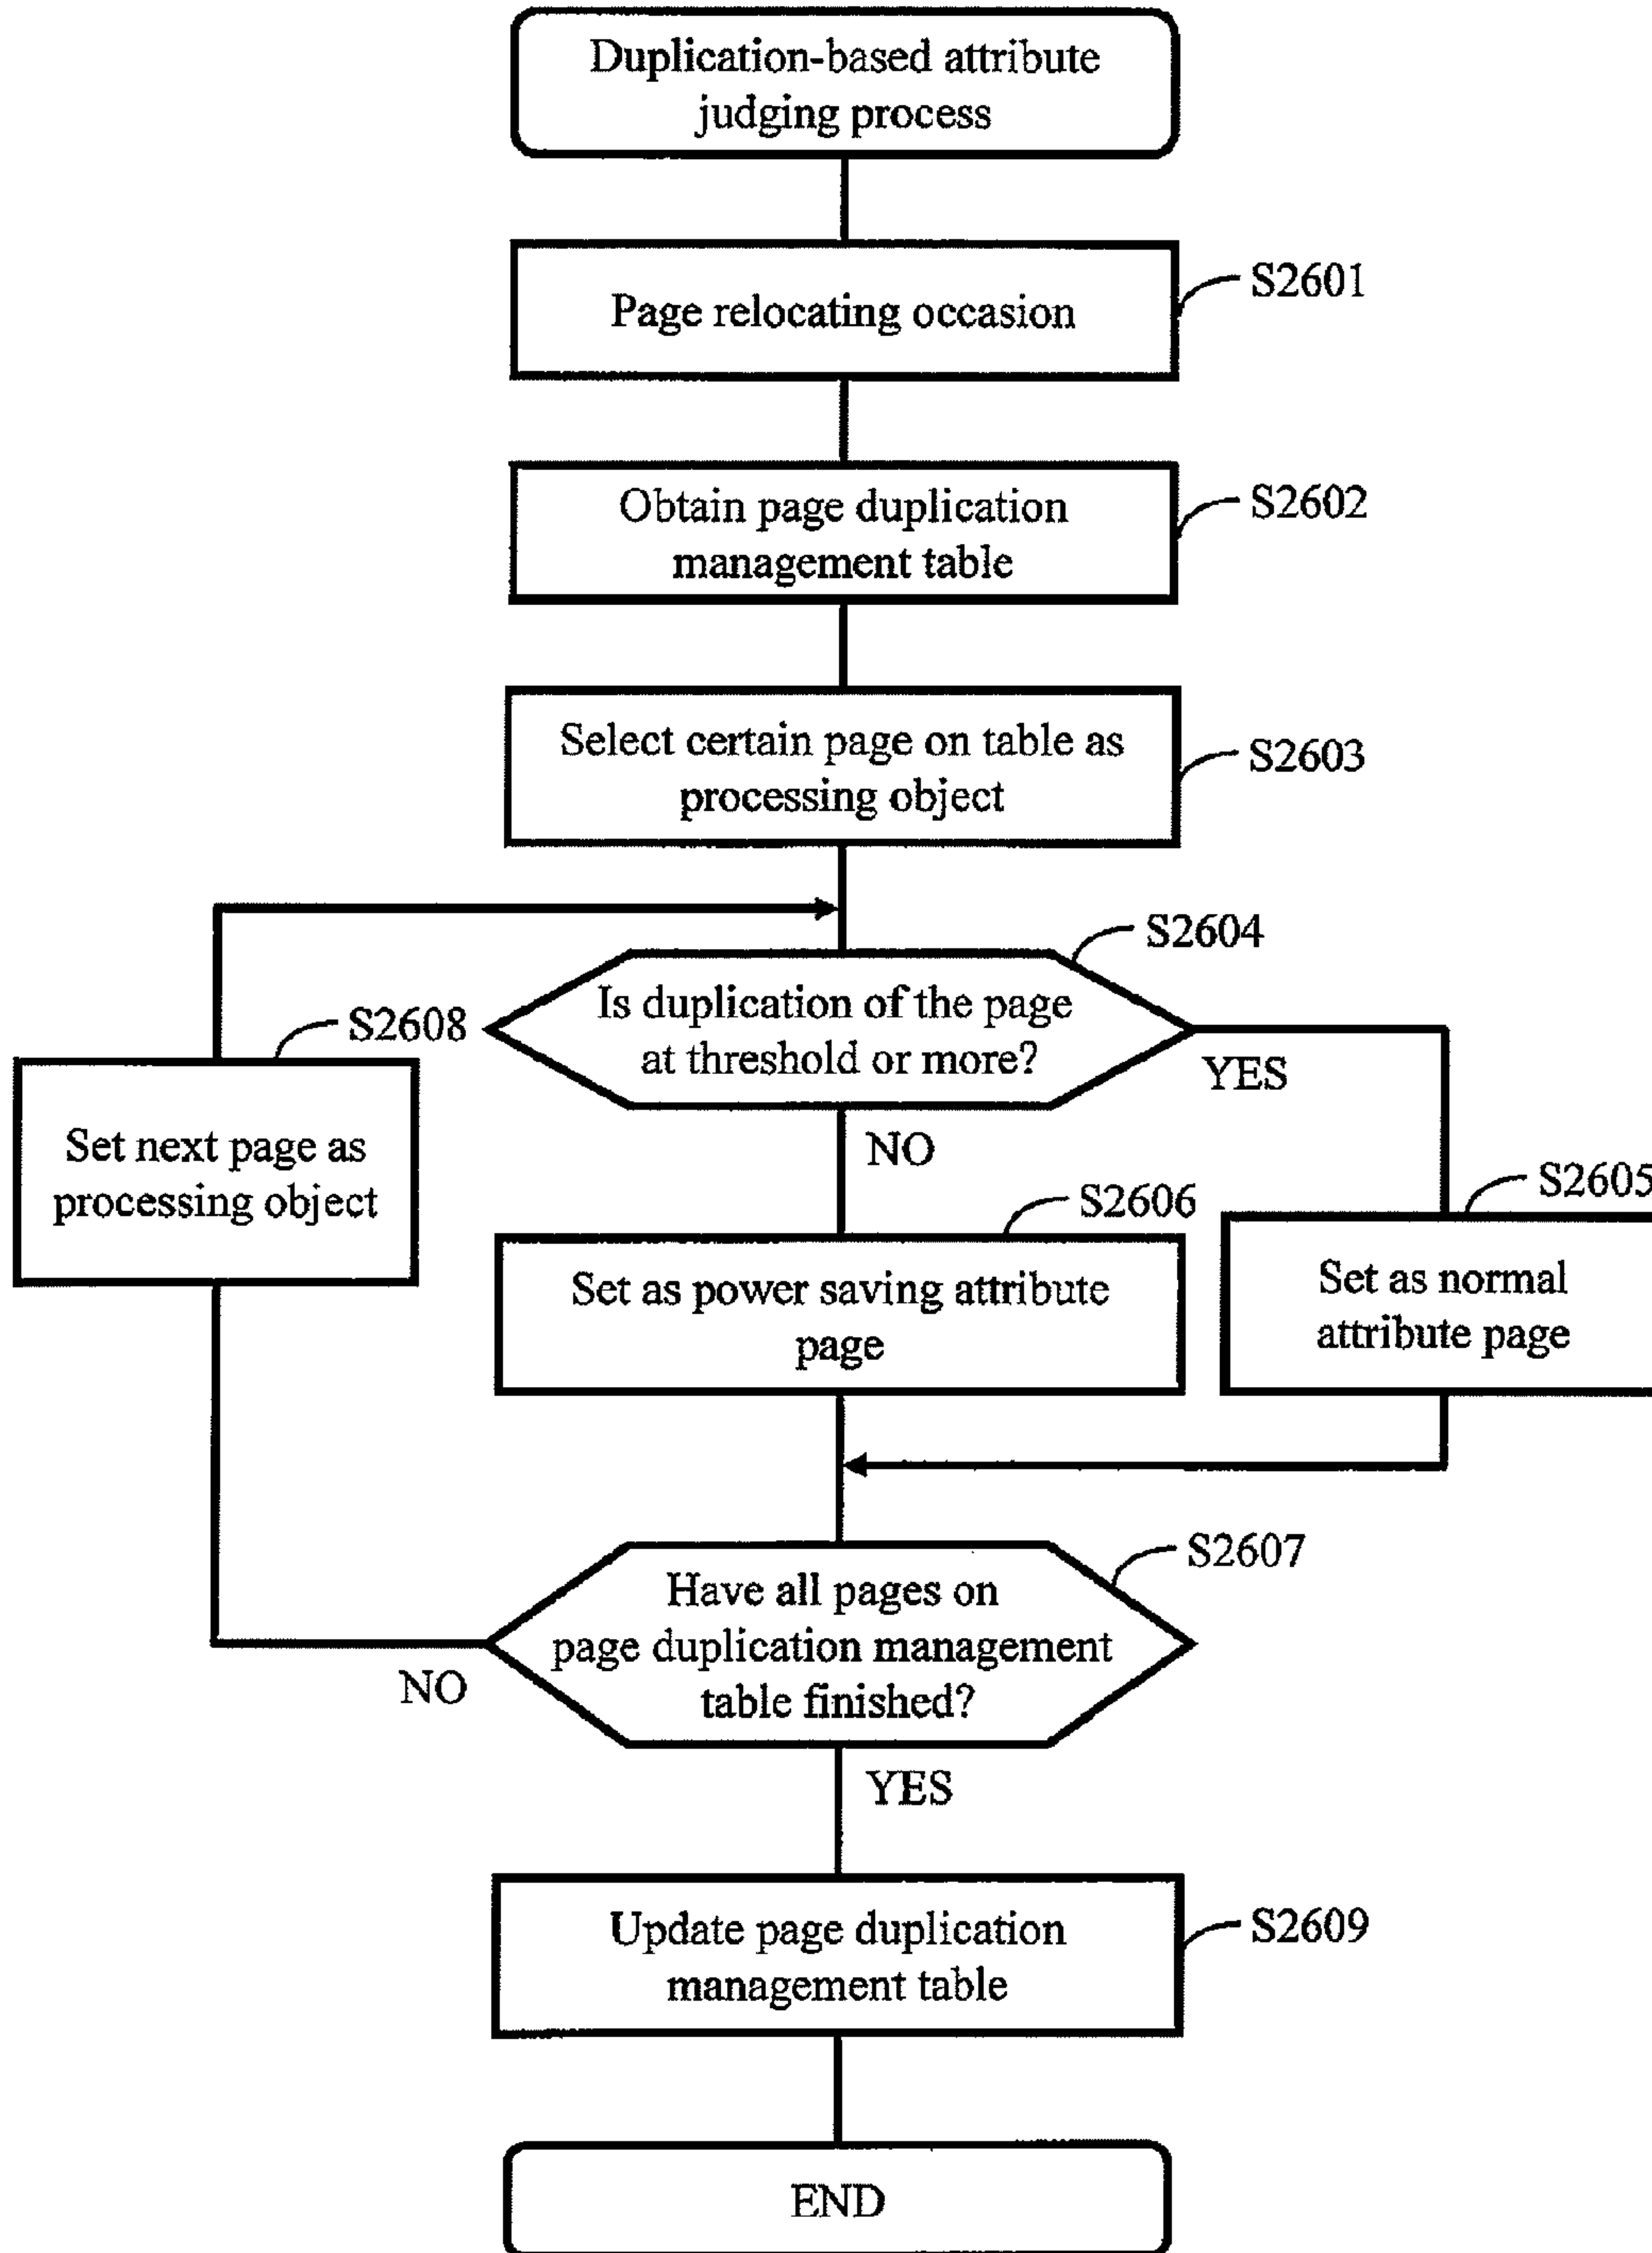 Duplication-based attribute
judging process
Page relocating occasion
S2601
Obtain page duplication
management table
S2602
Select certain page on table as
processing object
S2603
S2604
Is duplication of the page
at threshold or more?
YES
NO
S2608
Set next page as
processing object
S2606
Set as power saving attribute
page
S2605
Set as normal
attribute page
S2607
Have all pages on
page duplication management
table finished?
NO
YES
Update page duplication
management table
S2609
END